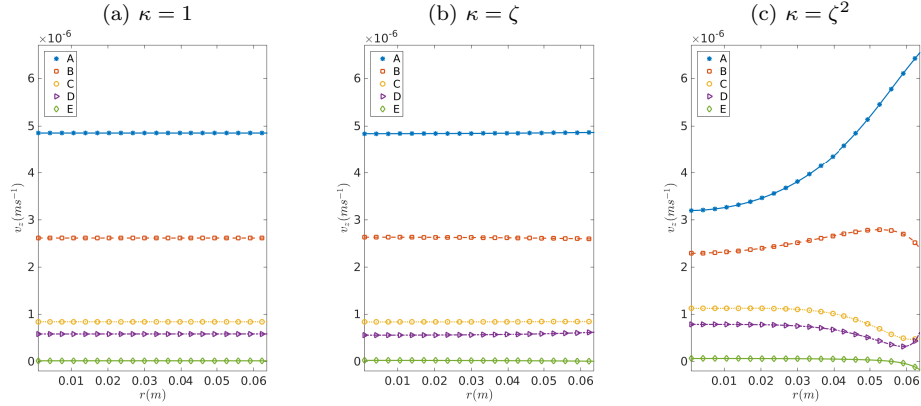 (a) κ = 1
×10⁻⁶
A
B
C
D
E
6
5
4
3
2
1
0
v_z(ms⁻¹)
0.01 0.02 0.03 0.04 0.05 0.06
r(m)
(b) κ = ζ
×10⁻⁶
A
B
C
D
E
6
5
4
3
2
1
0
v_z(ms⁻¹)
0.01 0.02 0.03 0.04 0.05 0.06
r(m)
(c) κ = ζ²
×10⁻⁶
A
B
C
D
E
6
5
4
3
2
1
0
v_z(ms⁻¹)
0.01 0.02 0.03 0.04 0.05 0.06
r(m)